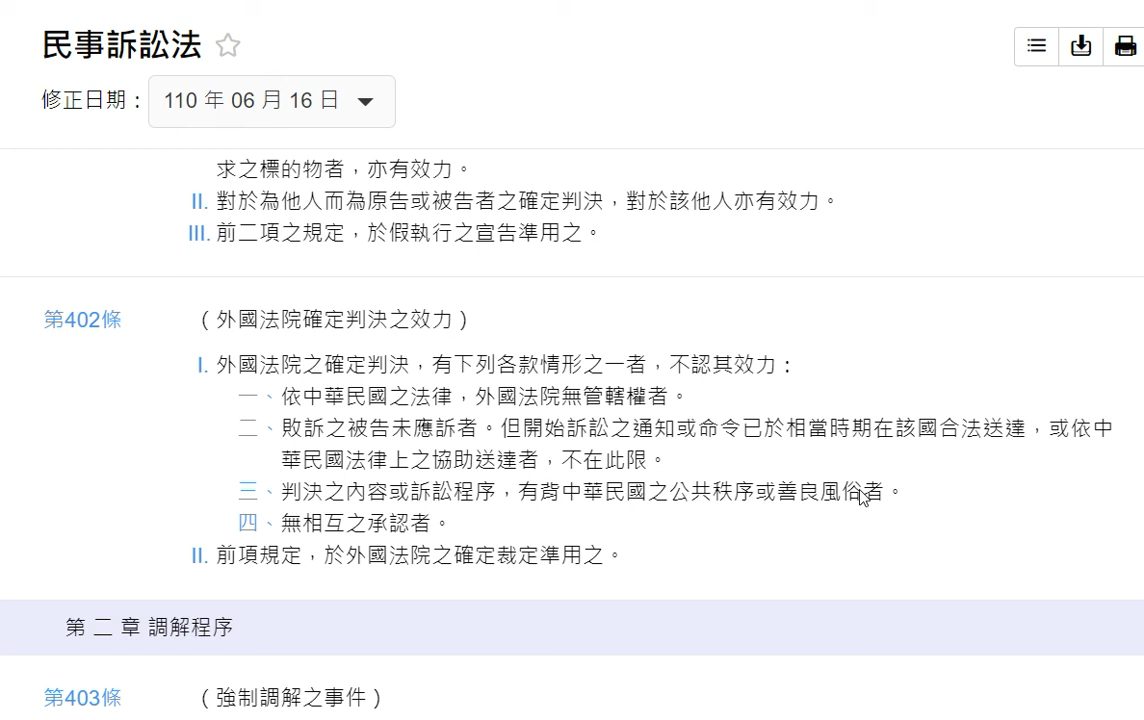 民事訴訟法
修正日期：110 年 06 月 16 日
求之標的物者，亦有效力。
II. 對於為他人而為原告或被告者之確定判決，對於該他人亦有效力。
III. 前二項之規定，於假執行之宣告準用之。
第402條 （外國法院確定判決之效力）
I. 外國法院之確定判決，有下列各款情形之一者，不認其效力：
一、依中華民國之法律，外國法院無管轄權者。
二、敗訴之被告未應訴者。但開始訴訟之通知或命令已於相當時期在該國合法送達，或依中
華民國法律上之協助送達者，不在此限。
三、判決之內容或訴訟程序，有背中華民國之公共秩序或善良風俗者。
四、無相互之承認者。
II. 前項規定，於外國法院之確定裁定準用之。
第 二 章 調解程序
第403條 （強制調解之事件）